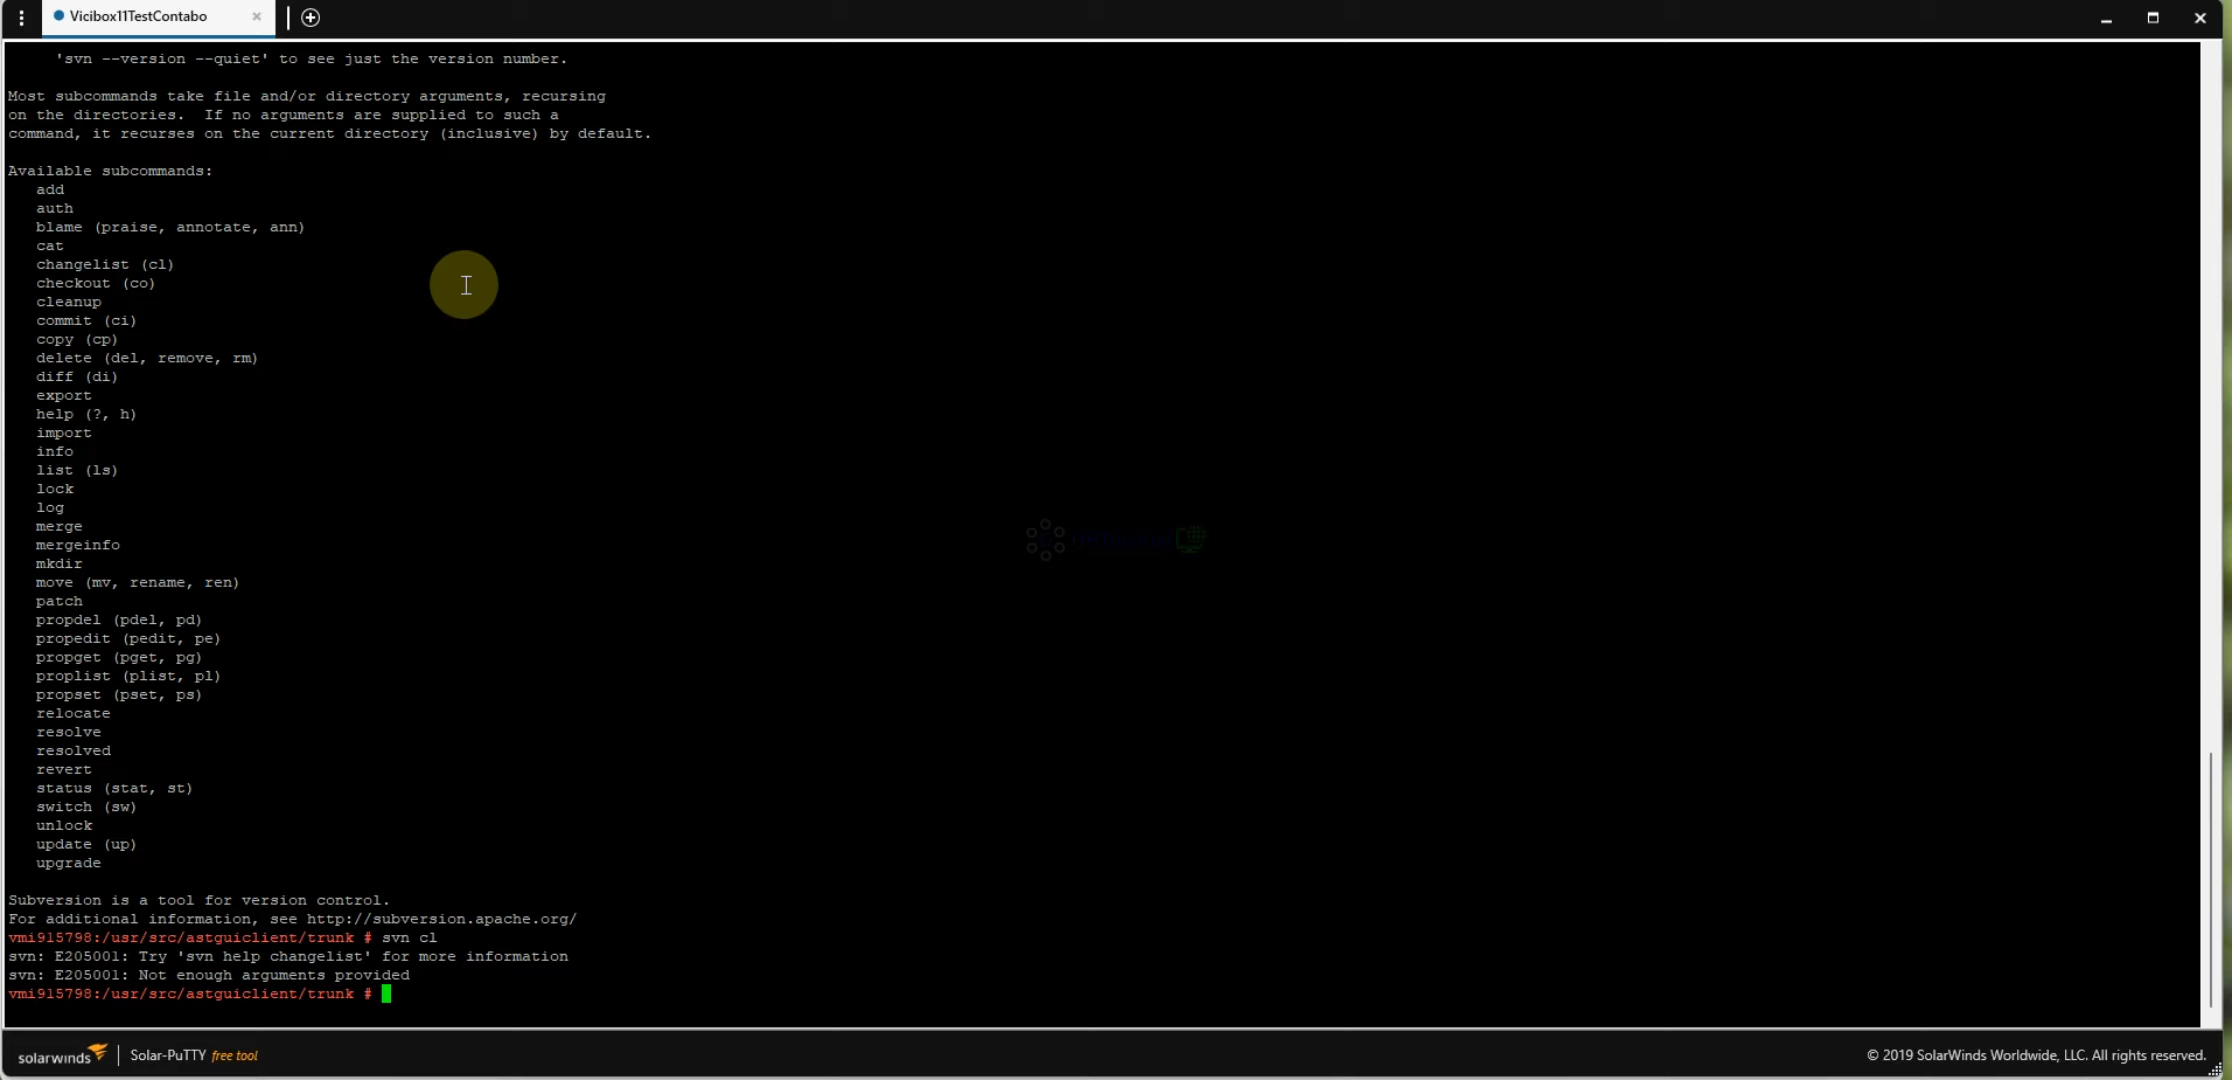 Vicibox11TestContabo
'svn --version --quiet' to see just the version number.
Most subcommands take file and/or directory arguments, recursing
on the directories.  If no arguments are supplied to such a
command, it recurses on the current directory (inclusive) by default.
Available subcommands:
add
auth
blame (praise, annotate, ann)
cat
changelist (cl)
checkout (co)
cleanup
commit (ci)
copy (cp)
delete (del, remove, rm)
diff (di)
export
help (?, h)
import
info
list (ls)
lock
log
merge
mergeinfo
mkdir
move (mv, rename, ren)
patch
propdel (pdel, pd)
propedit (pedit, pe)
propget (pget, pg)
proplist (plist, pl)
propset (pset, ps)
relocate
resolve
resolved
revert
status (stat, st)
switch (sw)
unlock
update (up)
upgrade
Subversion is a tool for version control.
For additional information, see http://subversion.apache.org/
vmi915798:/usr/src/astguiclient/trunk # svn cl
svn: E205001: Try 'svn help changelist' for more information
svn: E205001: Not enough arguments provided
vmi915798:/usr/src/astguiclient/trunk #
solarwinds Solar-PuTTY free tool © 2019 SolarWinds Worldwide, LLC. All rights reserved.